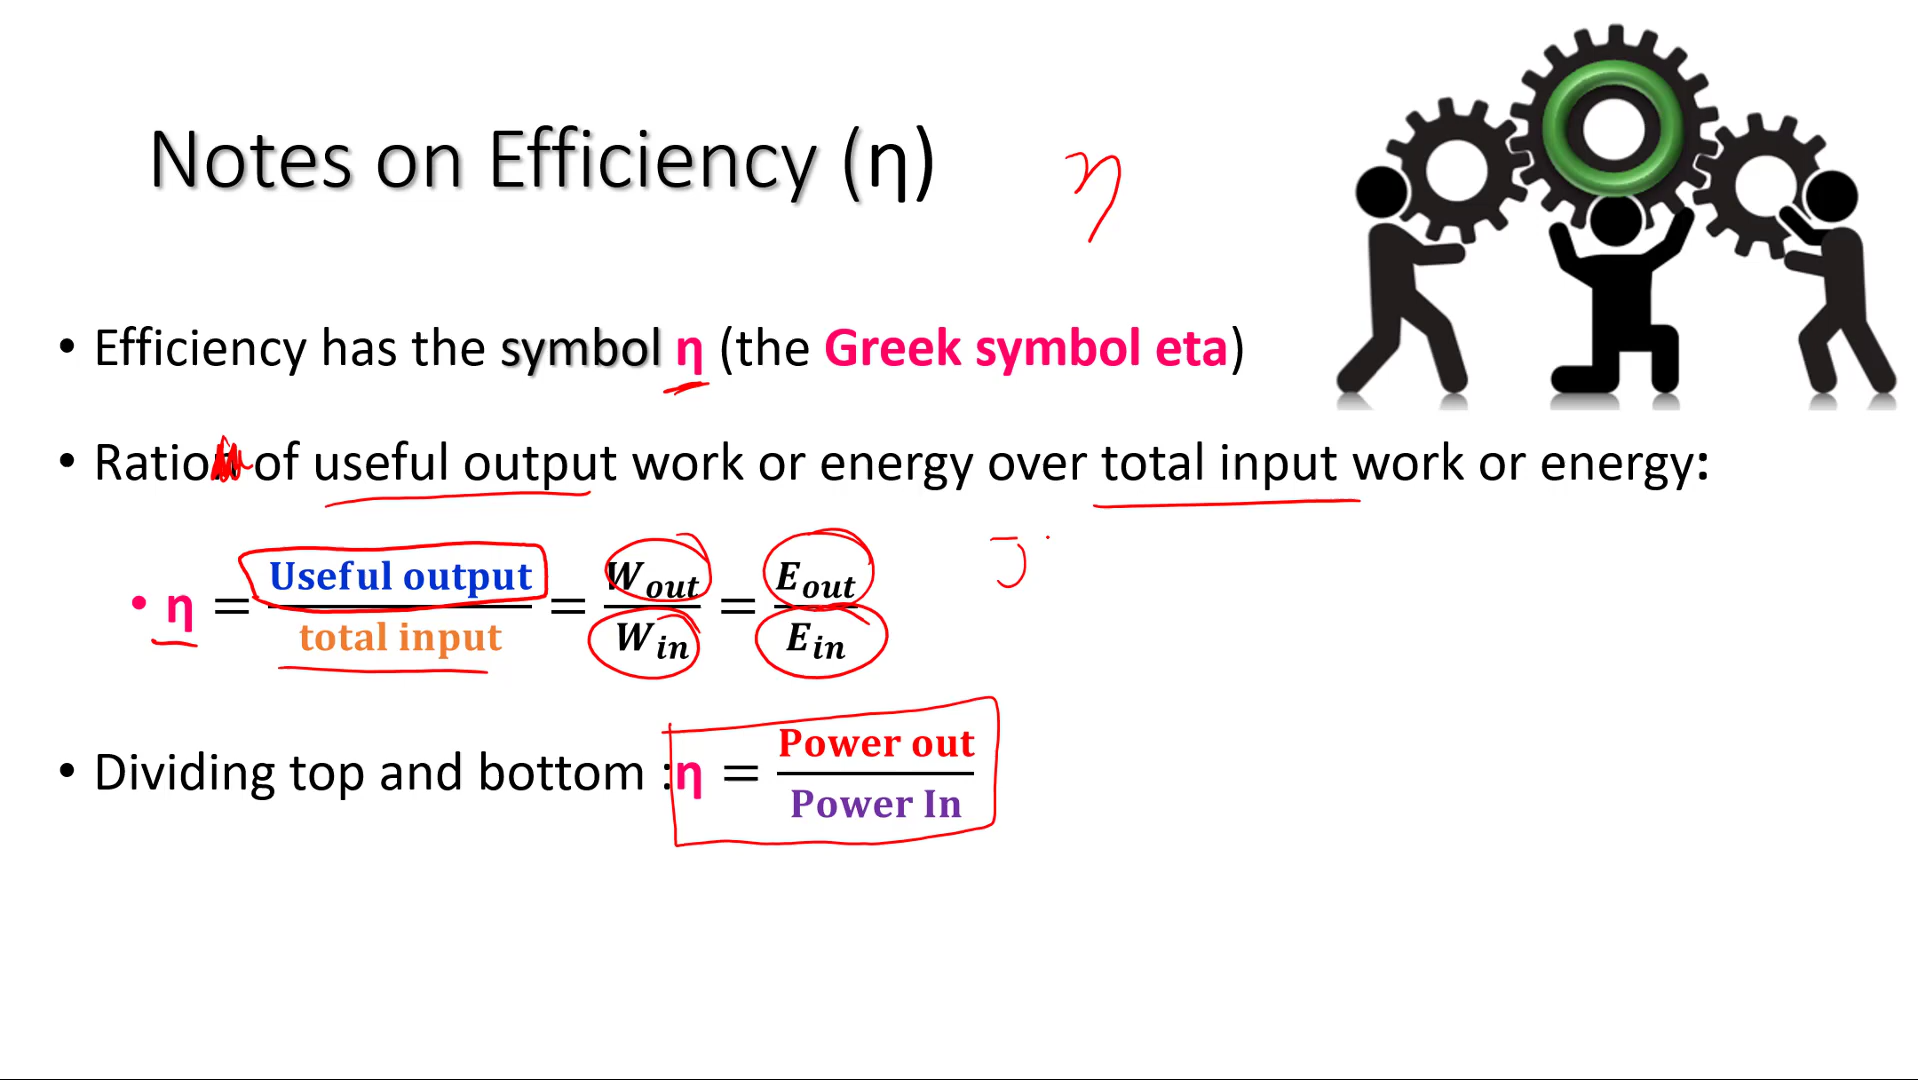 Notes on Efficiency (η)
η
• Efficiency has the symbol η (the Greek symbol eta)
• Ratio of useful output work or energy over total input work or energy:
• η = Useful output / total input = W_out / W_in = E_out / E_in
J
• Dividing top and bottom :η = Power out / Power In